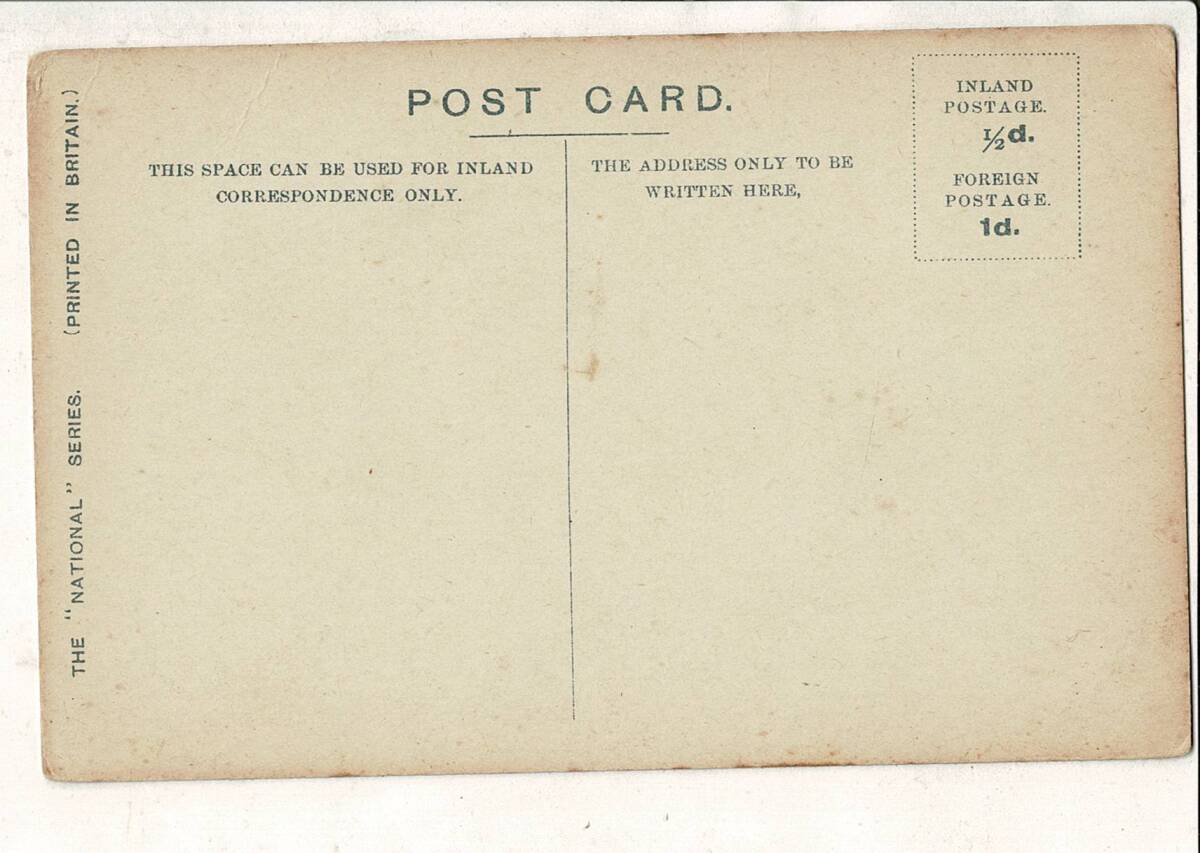 POST CARD.
THIS SPACE CAN BE USED FOR INLAND
CORRESPONDENCE ONLY.
THE ADDRESS ONLY TO BE
WRITTEN HERE,
INLAND
POSTAGE.
½d.
FOREIGN
POSTAGE.
1d.
THE "NATIONAL" SERIES. (PRINTED IN BRITAIN.)